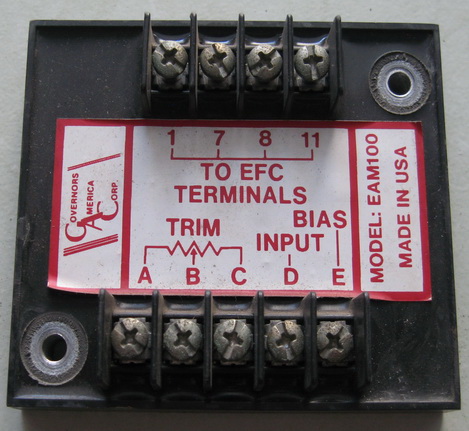 1 7 8 11
TO EFC
TERMINALS
BIAS
TRIM
INPUT
A B C D E
GOVERNORS
AMERICA
CORP.
MODEL: EAM100
MADE IN USA